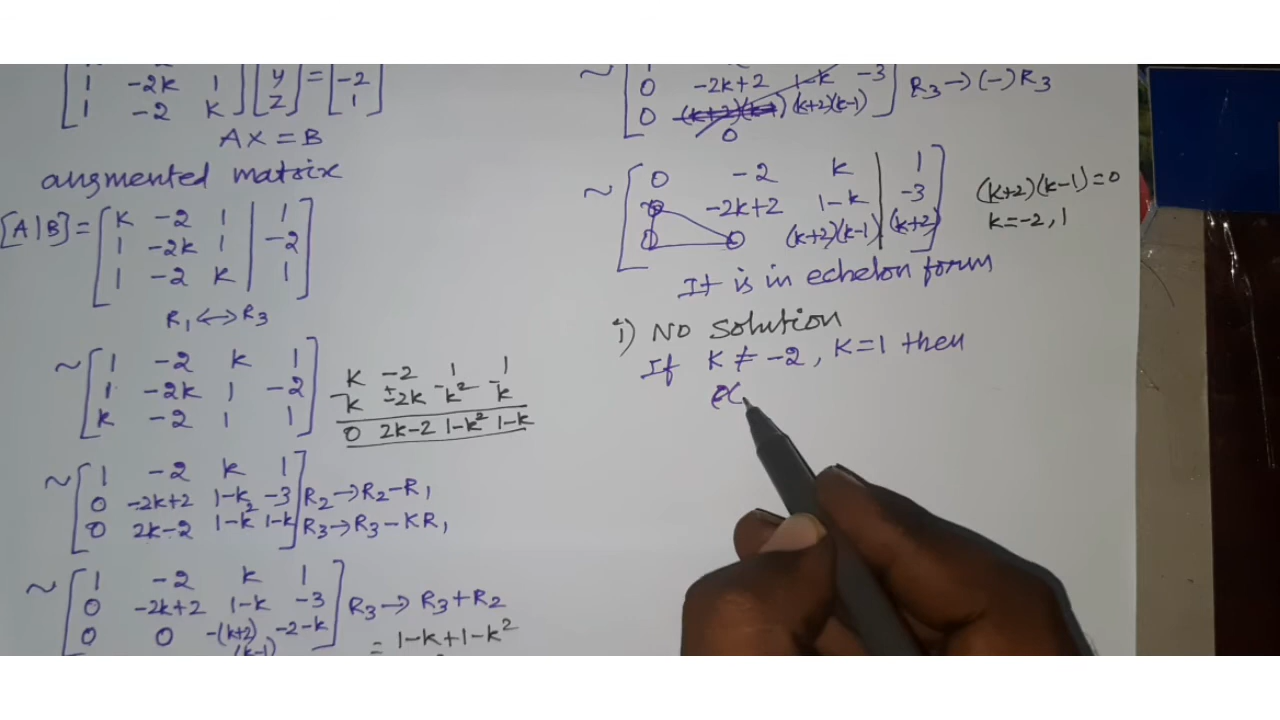 1 -2k 1 y = -2
1 -2 k z 1
AX = B
augmented matrix
[A|B] = k -2 1 | 1
1 -2k 1 | -2
1 -2 k | 1
R1 ↔ R3
~ 1 -2 k 1
1 -2k 1 -2
k -2 1 1
k -2 1 1
-k ±2k -k² -k
0 2k-2 1-k² 1-k
~ 1 -2 k 1
0 -2k+2 1-k -3 R2→R2-R1
0 2k-2 1-k² 1-k R3→R3-KR1
~ 1 -2 k 1
0 -2k+2 1-k -3 R3→R3+R2
0 0 -(k+2) -2-k
(k-1)
= 1-k+1-k²
~ 0 -2k+2 1-k -3 R3→(-)R3
0 (k+2)(k-1)
0
~ 0 -2 k | 1
0 -2k+2 1-k | -3
0 0 (k+2)(k-1) | (k+2)
(k+2)(k-1)=0
k=-2,1
It is in echelon form
i) No solution
If k ≠ -2, k=1 then